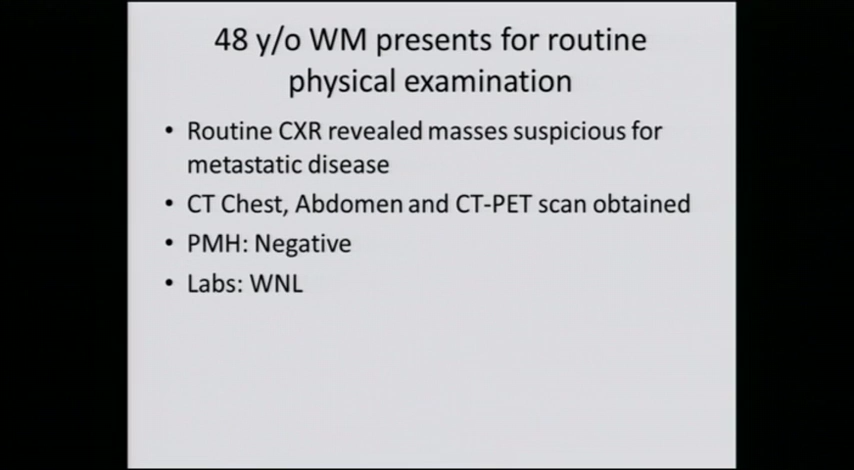 48 y/o WM presents for routine
physical examination
• Routine CXR revealed masses suspicious for
metastatic disease
• CT Chest, Abdomen and CT-PET scan obtained
• PMH: Negative
• Labs: WNL